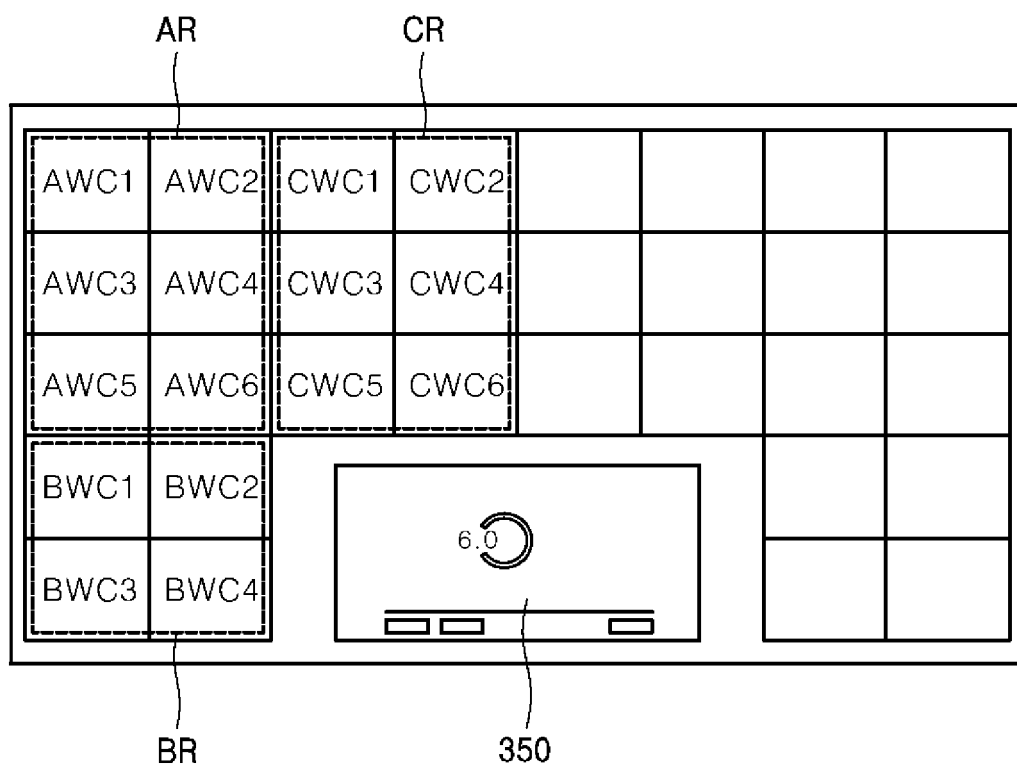 AR CR
AWC1 AWC2 CWC1 CWC2
AWC3 AWC4 CWC3 CWC4
AWC5 AWC6 CWC5 CWC6
BWC1 BWC2
6.0
BWC3 BWC4
BR 350